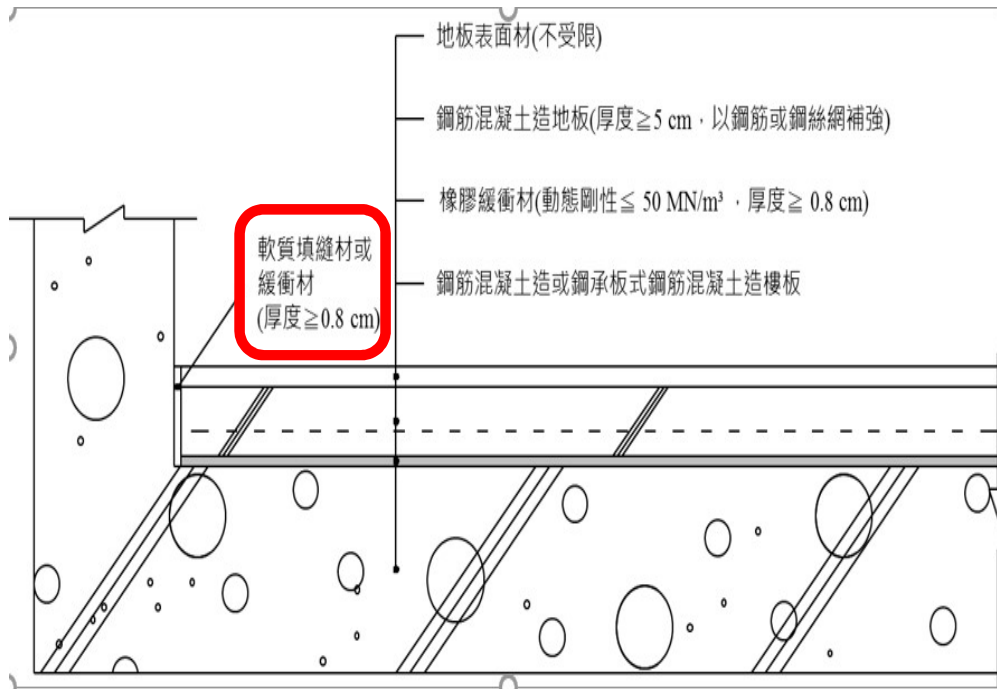 地板表面材(不受限)
鋼筋混凝土造地板(厚度≧5 cm，以鋼筋或鋼絲網補強)
橡膠緩衝材(動態剛性≦ 50 MN/m³ ，厚度≧ 0.8 cm)
鋼筋混凝土造或鋼承板式鋼筋混凝土造樓板
軟質填縫材或
緩衝材
(厚度≧0.8 cm)